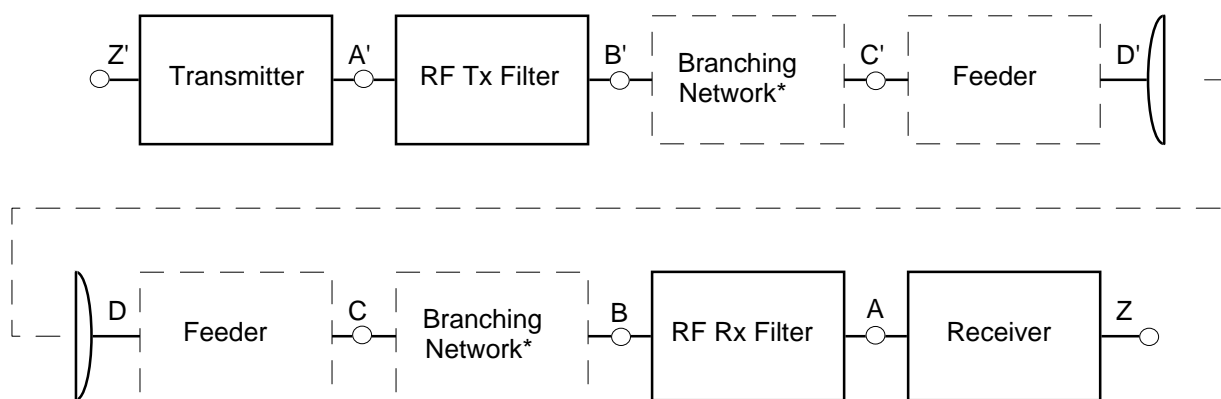 Z' Transmitter A' RF Tx Filter B' Branching Network* C' Feeder D'
D Feeder C Branching Network* B RF Rx Filter A Receiver Z